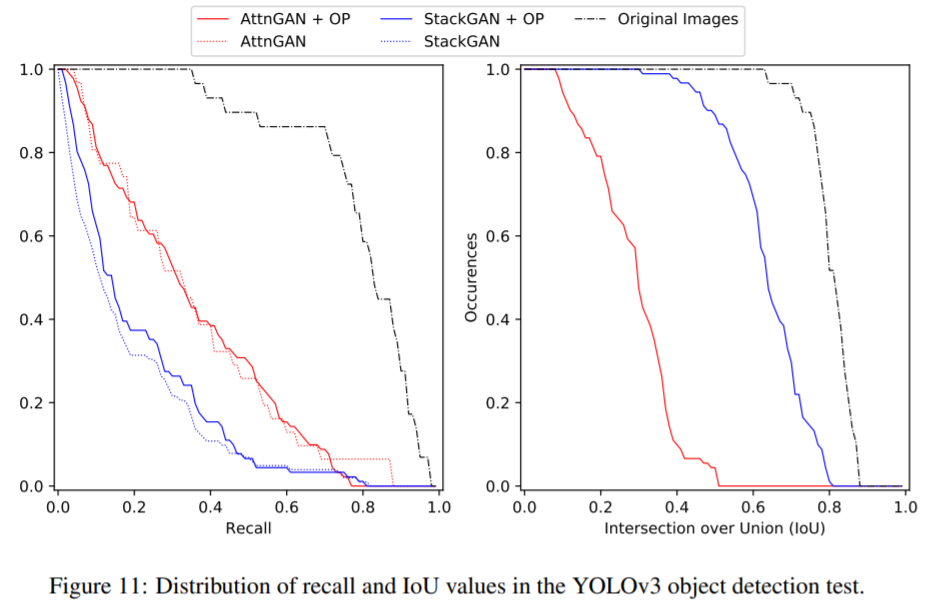 AttnGAN + OP StackGAN + OP Original Images
AttnGAN StackGAN
1.0 1.0
0.8 0.8
0.6 0.6
Occurences
0.4 0.4
0.2 0.2
0.0 0.0
0.0 0.2 0.4 0.6 0.8 1.0 0.0 0.2 0.4 0.6 0.8 1.0
Recall Intersection over Union (IoU)
Figure 11: Distribution of recall and IoU values in the YOLOv3 object detection test.